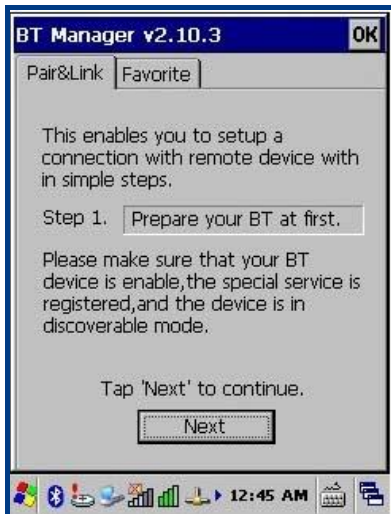 BT Manager v2.10.3
OK
Pair&Link
Favorite
This enables you to setup a
connection with remote device with
in simple steps.
Step 1.
Prepare your BT at first.
Please make sure that your BT
device is enable,the special service is
registered,and the device is in
discoverable mode.
Tap 'Next' to continue.
Next
12:45 AM